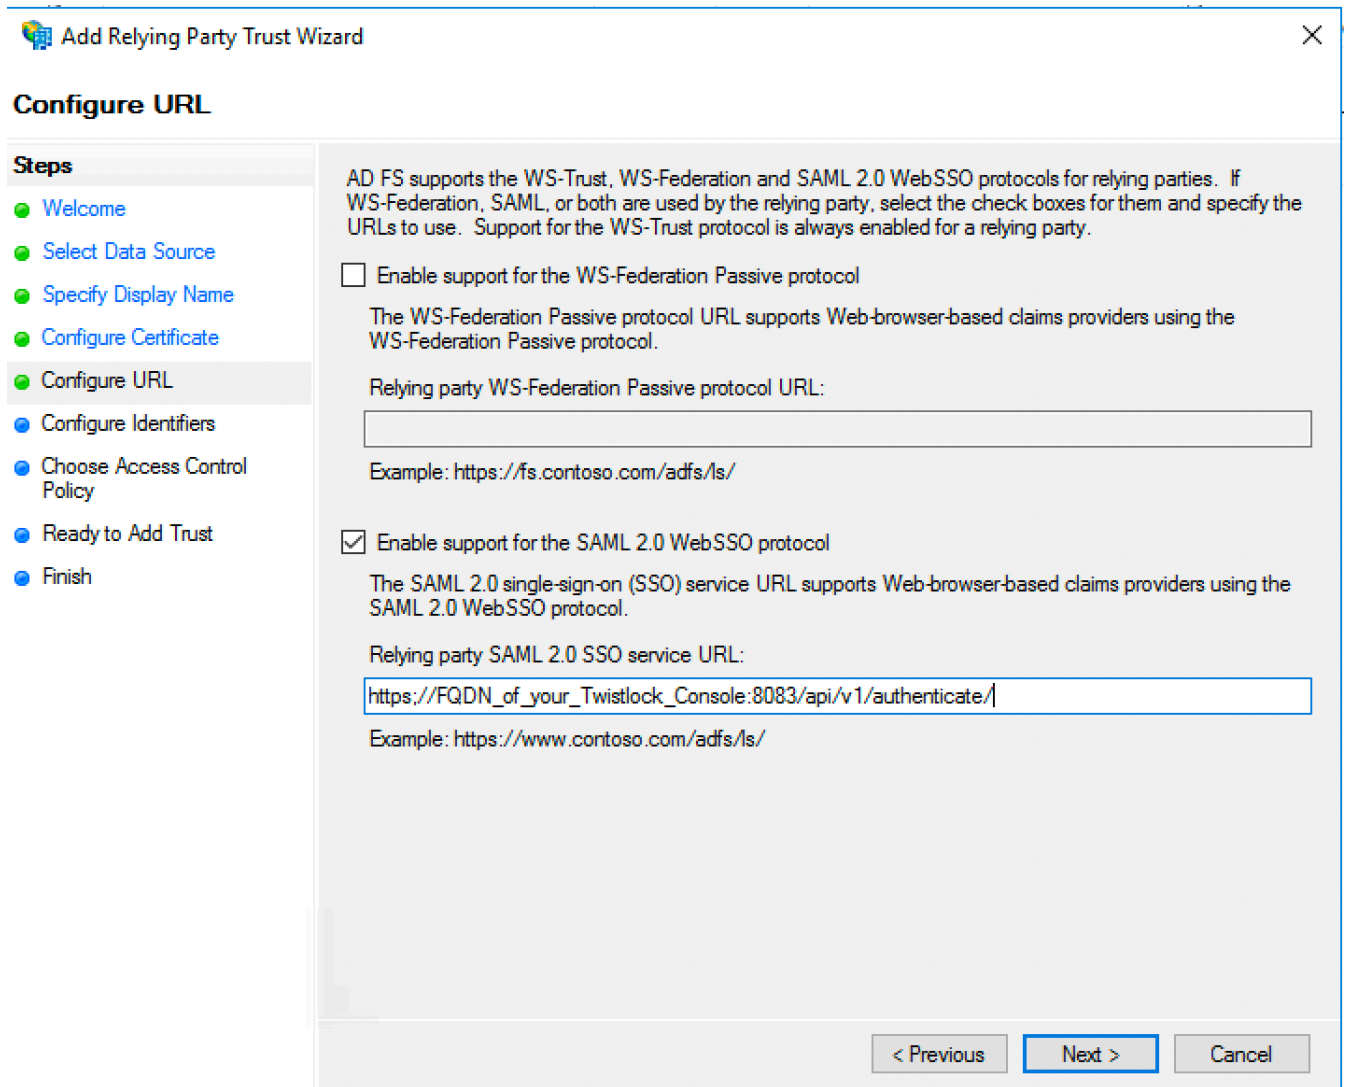 Add Relying Party Trust Wizard
Configure URL
Steps
Welcome
Select Data Source
Specify Display Name
Configure Certificate
Configure URL
Configure Identifiers
Choose Access Control
Policy
Ready to Add Trust
Finish
AD FS supports the WS-Trust, WS-Federation and SAML 2.0 WebSSO protocols for relying parties. If
WS-Federation, SAML, or both are used by the relying party, select the check boxes for them and specify the
URLs to use. Support for the WS-Trust protocol is always enabled for a relying party.
Enable support for the WS-Federation Passive protocol
The WS-Federation Passive protocol URL supports Web-browser-based claims providers using the
WS-Federation Passive protocol.
Relying party WS-Federation Passive protocol URL:
Example: https://fs.contoso.com/adfs/ls/
Enable support for the SAML 2.0 WebSSO protocol
The SAML 2.0 single-sign-on (SSO) service URL supports Web-browser-based claims providers using the
SAML 2.0 WebSSO protocol.
Relying party SAML 2.0 SSO service URL:
https;//FQDN_of_your_Twistlock_Console:8083/api/v1/authenticate/
Example: https://www.contoso.com/adfs/ls/
< Previous
Next >
Cancel